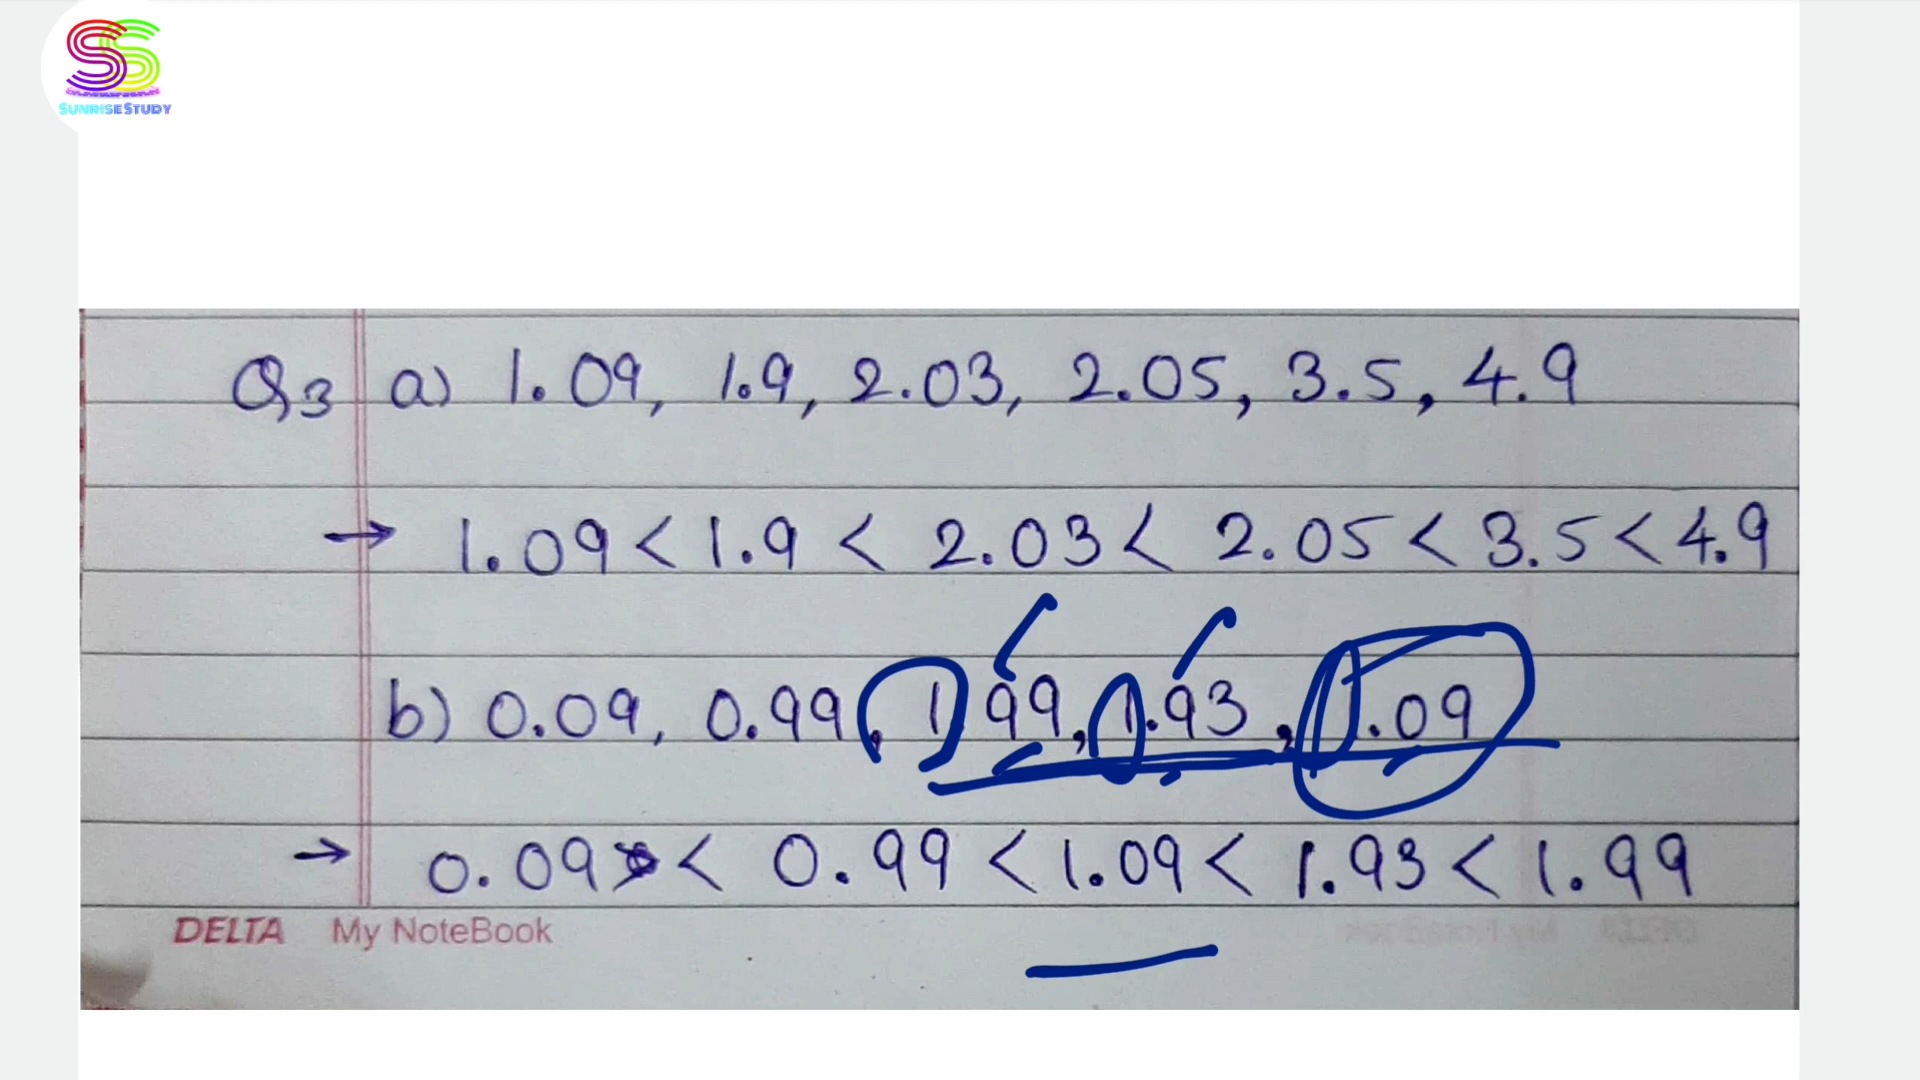 SS
SUNRISESTUDY
Q3 a) 1.09, 1.9, 2.03, 2.05, 3.5, 4.9
→ 1.09 < 1.9 < 2.03 < 2.05 < 3.5 < 4.9
b) 0.09, 0.99, 1.99, 1.93, 1.09
→ 0.09 < 0.99 < 1.09 < 1.93 < 1.99
DELTA My NoteBook